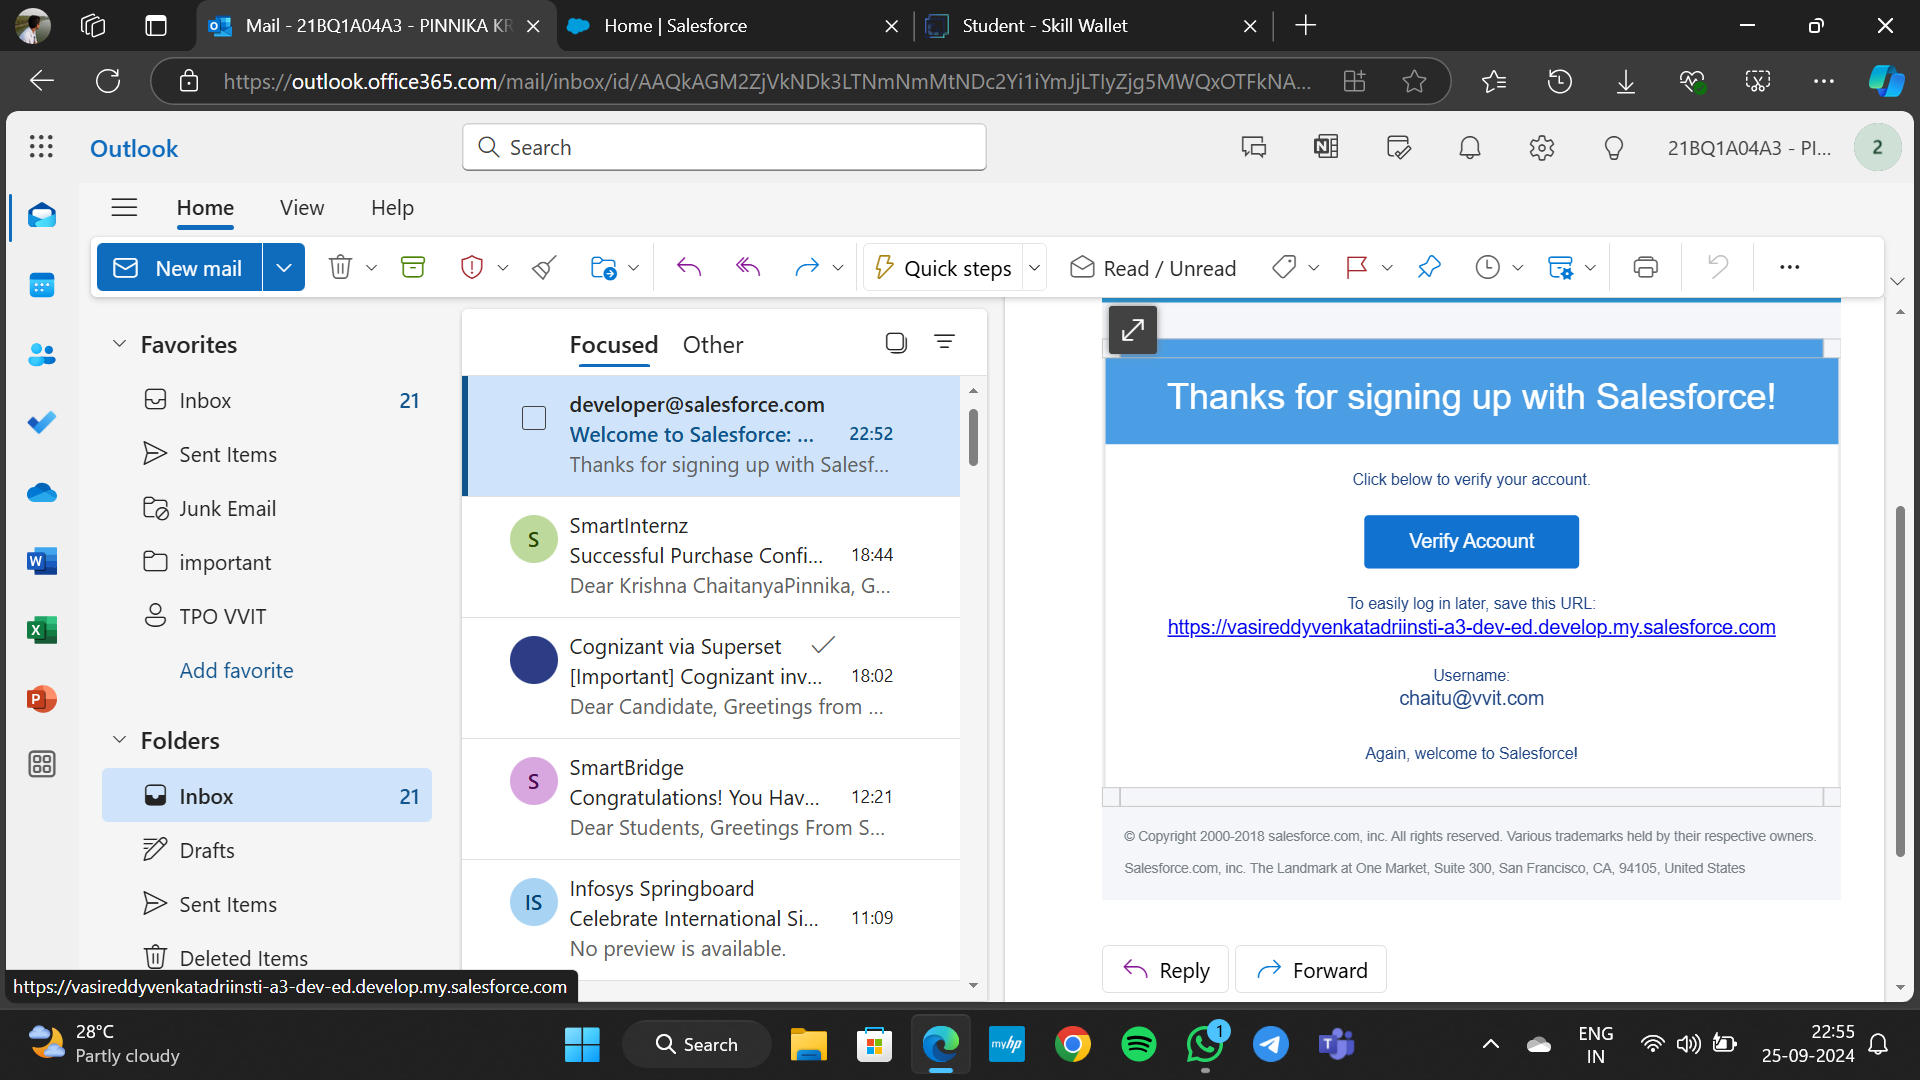 Mail - 21BQ1A04A3 - PINNIKA KR
Home | Salesforce
Student - Skill Wallet
https://outlook.office365.com/mail/inbox/id/AAQkAGM2ZjVkNDk3LTNmNmMtNDc2Yi1iYmJjLTIyZjg5MWQxOTFkNA...
Outlook
Search
21BQ1A04A3 - PI...
2
Home
View
Help
New mail
Quick steps
Read / Unread
Favorites
Inbox
21
Sent Items
Junk Email
important
TPO VVIT
Add favorite
Folders
Inbox
21
Drafts
Sent Items
Deleted Items
Focused
Other
developer@salesforce.com
Welcome to Salesforce: ...
22:52
Thanks for signing up with Salesf...
S
SmartInternz
Successful Purchase Confi...
18:44
Dear Krishna ChaitanyaPinnika, G...
Cognizant via Superset
[Important] Cognizant inv...
18:02
Dear Candidate, Greetings from ...
S
SmartBridge
Congratulations! You Hav...
12:21
Dear Students, Greetings From S...
IS
Infosys Springboard
Celebrate International Si...
11:09
No preview is available.
Thanks for signing up with Salesforce!
Click below to verify your account.
Verify Account
To easily log in later, save this URL:
https://vasireddyvenkatadriinsti-a3-dev-ed.develop.my.salesforce.com
Username:
chaitu@vvit.com
Again, welcome to Salesforce!
© Copyright 2000-2018 salesforce.com, inc. All rights reserved. Various trademarks held by their respective owners.
Salesforce.com, inc. The Landmark at One Market, Suite 300, San Francisco, CA, 94105, United States
Reply
Forward
https://vasireddyvenkatadriinsti-a3-dev-ed.develop.my.salesforce.com
28°C
Partly cloudy
Search
myhp
1
ENG
IN
22:55
25-09-2024